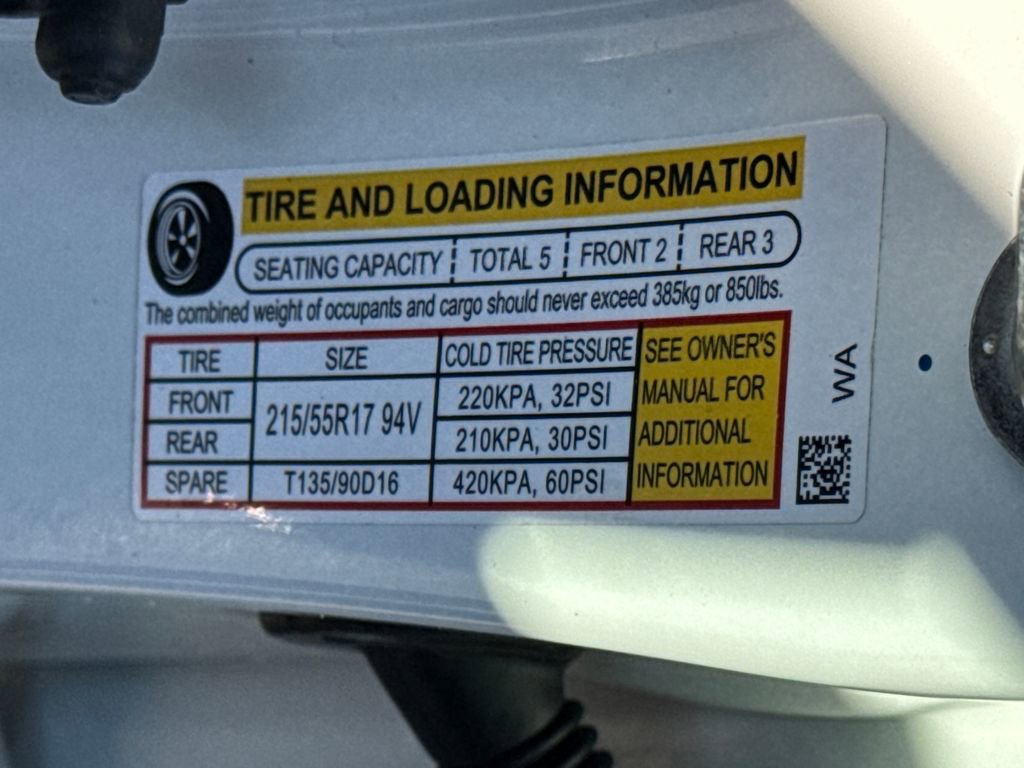 TIRE AND LOADING INFORMATION
SEATING CAPACITY TOTAL 5 FRONT 2 REAR 3
The combined weight of occupants and cargo should never exceed 385kg or 850lbs.
TIRE SIZE COLD TIRE PRESSURE
FRONT 215/55R17 94V 220KPA, 32PSI
REAR 210KPA, 30PSI
SPARE T135/90D16 420KPA, 60PSI
SEE OWNER'S
MANUAL FOR
ADDITIONAL
INFORMATION
WA